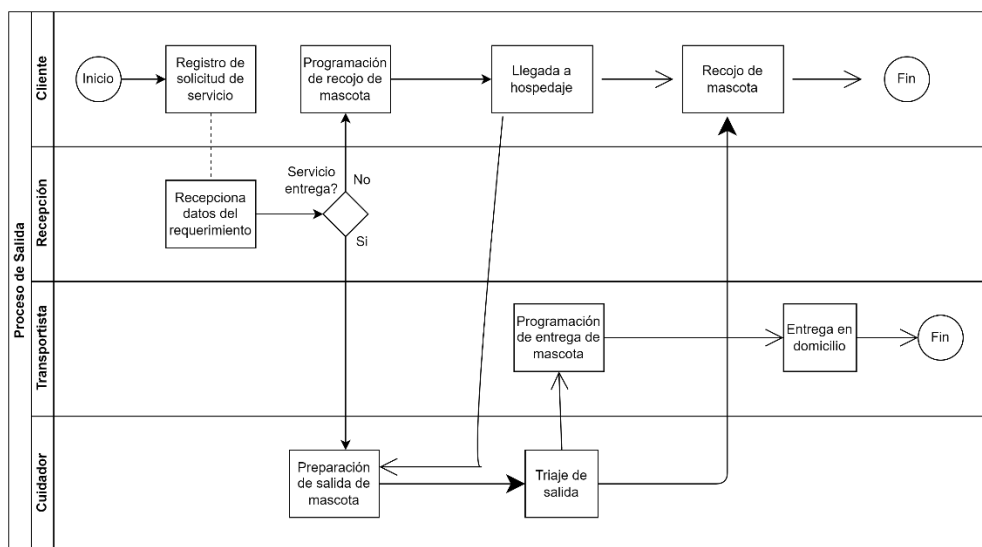 Proceso de Salida
Cliente
Inicio
Registro de
solicitud de
servicio
Programación
de recojo de
mascota
Llegada a
hospedaje
Recojo de
mascota
Fin
Recepción
Recepciona
datos del
requerimiento
Servicio
entrega?
No
Si
Transportista
Programación
de entrega de
mascota
Entrega en
domicilio
Fin
Cuidador
Preparación
de salida de
mascota
Triaje de
salida